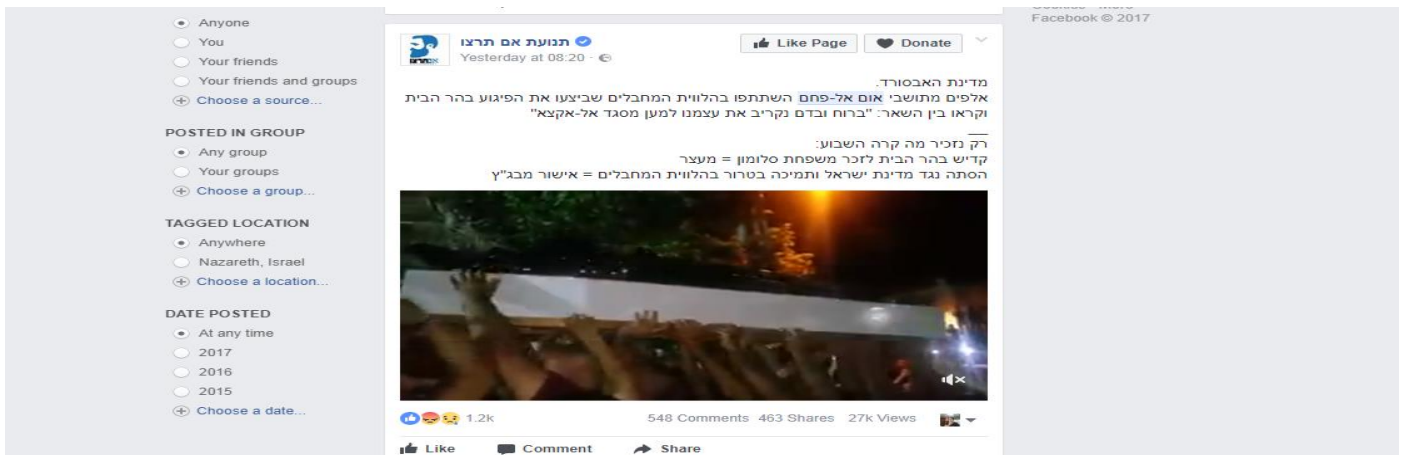 Facebook © 2017
Anyone
You
Your friends
Your friends and groups
Choose a source...
POSTED IN GROUP
Any group
Your groups
Choose a group...
TAGGED LOCATION
Anywhere
Nazareth, Israel
Choose a location...
DATE POSTED
At any time
2017
2016
2015
Choose a date...
תנועת אם תרצו
Yesterday at 08:20
Like Page
Donate
מדינת האבסורד.
אלפים מתושבי אום אל-פחם השתתפו בהלווית המחבלים שביצעו את הפיגוע בהר הבית
וקראו בין השאר: "ברוח ובדם נקריב את עצמנו למען מסגד אל-אקצא"
__
רק נזכיר מה קרה השבוע:
קדיש בהר הבית לזכר משפחת סלומון = מעצר
הסתה נגד מדינת ישראל ותמיכה בטרור בהלווית המחבלים = אישור מבג"ץ
1.2k
548 Comments 463 Shares 27k Views
Like Comment Share